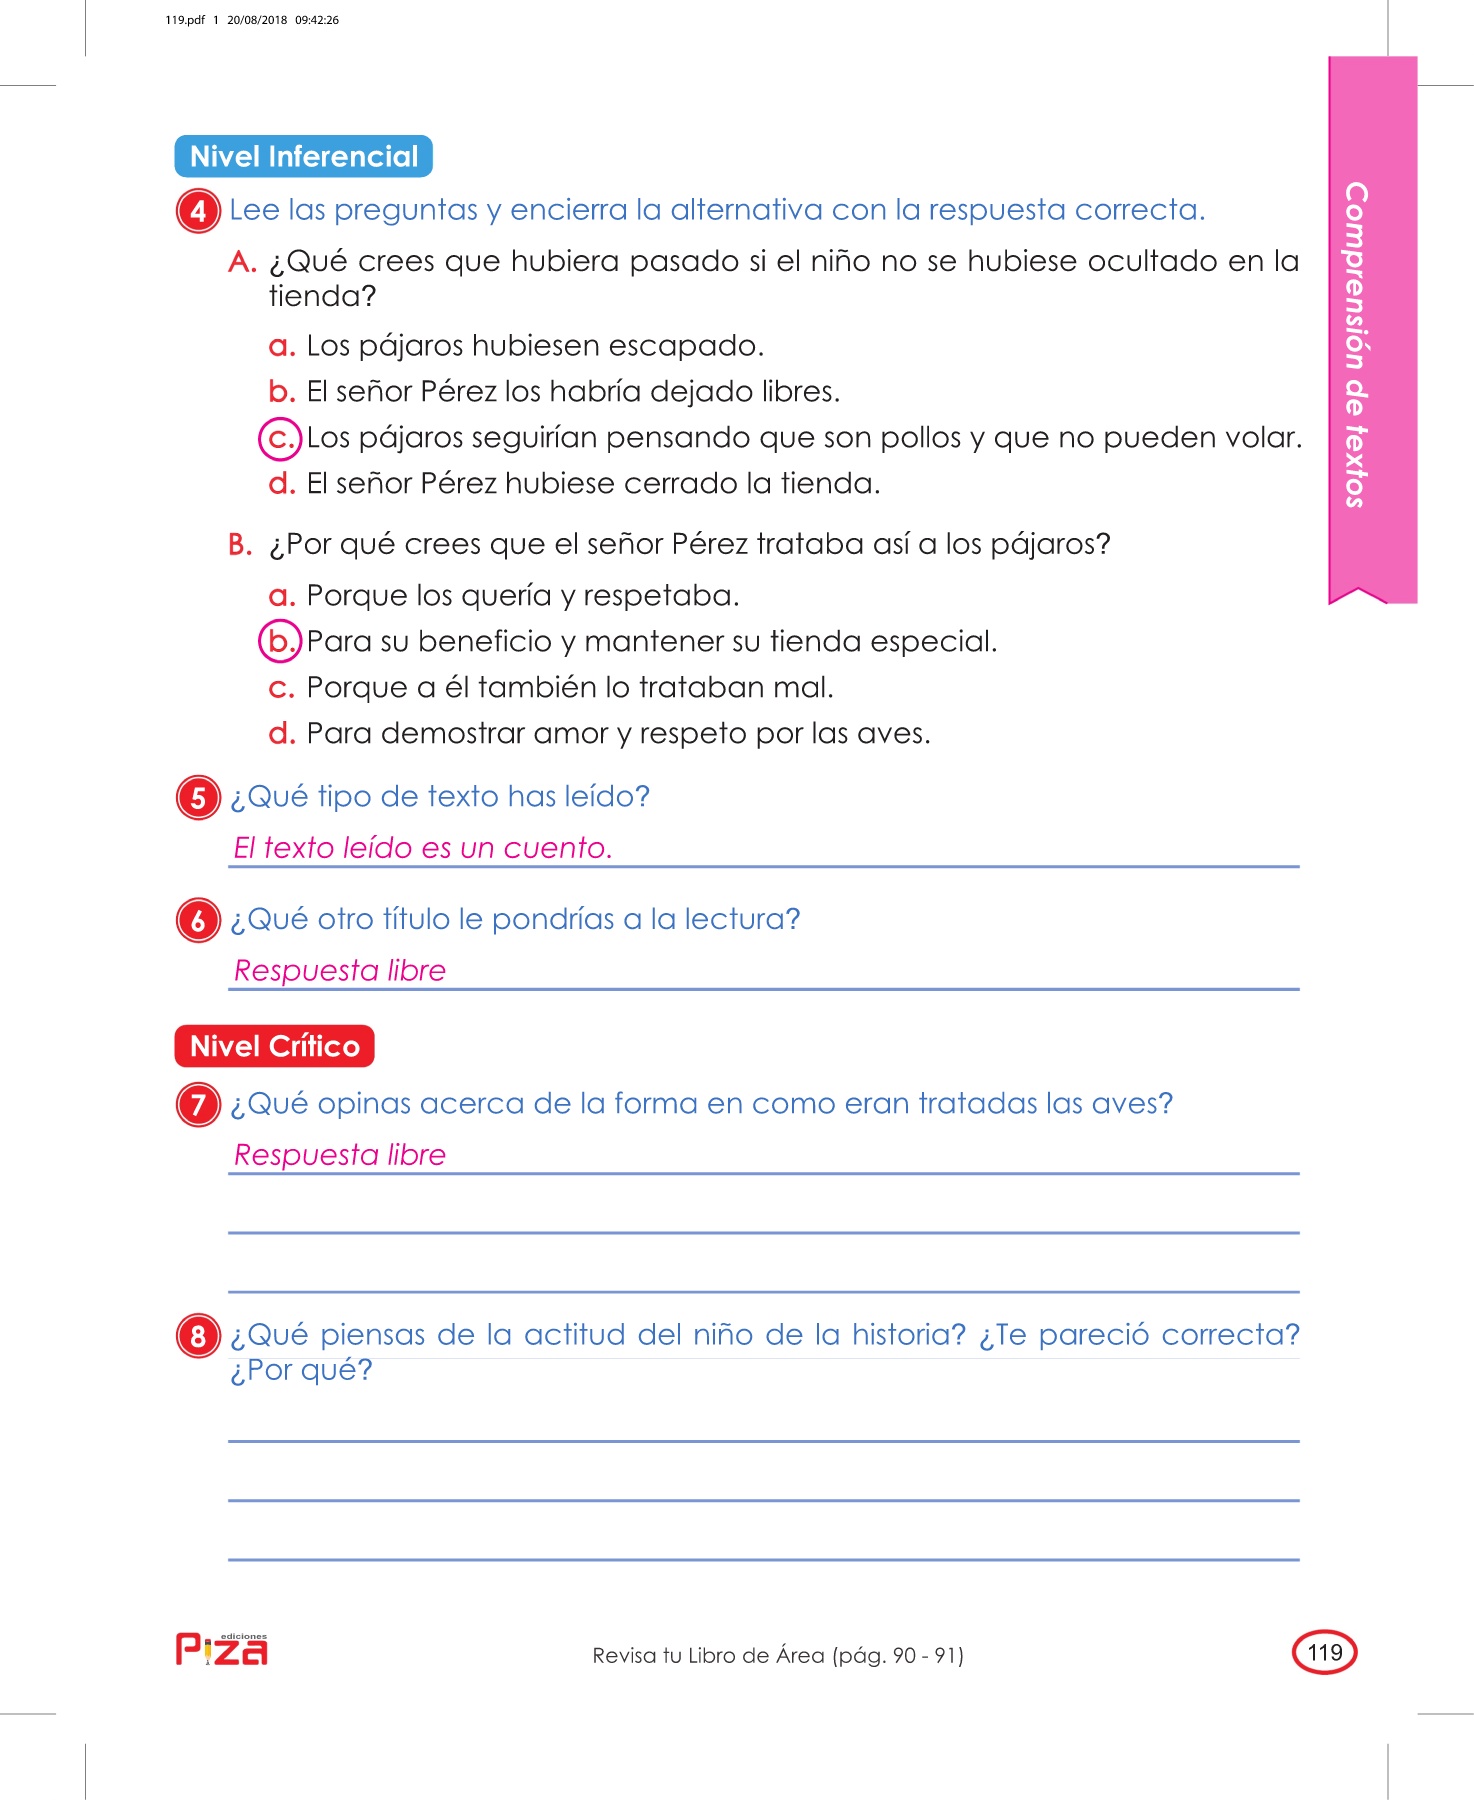 119.pdf 1 20/08/2018 09:42:26
Comprensión de textos
Nivel Inferencial
4 Lee las preguntas y encierra la alternativa con la respuesta correcta.
A. ¿Qué crees que hubiera pasado si el niño no se hubiese ocultado en la
tienda?
a. Los pájaros hubiesen escapado.
b. El señor Pérez los habría dejado libres.
c. Los pájaros seguirían pensando que son pollos y que no pueden volar.
d. El señor Pérez hubiese cerrado la tienda.
B. ¿Por qué crees que el señor Pérez trataba así a los pájaros?
a. Porque los quería y respetaba.
b. Para su beneficio y mantener su tienda especial.
c. Porque a él también lo trataban mal.
d. Para demostrar amor y respeto por las aves.
5 ¿Qué tipo de texto has leído?
El texto leído es un cuento.
6 ¿Qué otro título le pondrías a la lectura?
Respuesta libre
Nivel Crítico
7 ¿Qué opinas acerca de la forma en como eran tratadas las aves?
Respuesta libre
8 ¿Qué piensas de la actitud del niño de la historia? ¿Te pareció correcta?
¿Por qué?
ediciones
Piza
Revisa tu Libro de Área (pág. 90 - 91)
119